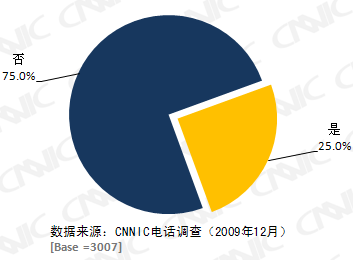 否
75.0%
是
25.0%
数据来源：CNNIC电话调查（2009年12月）
[Base =3007]
CNNIC